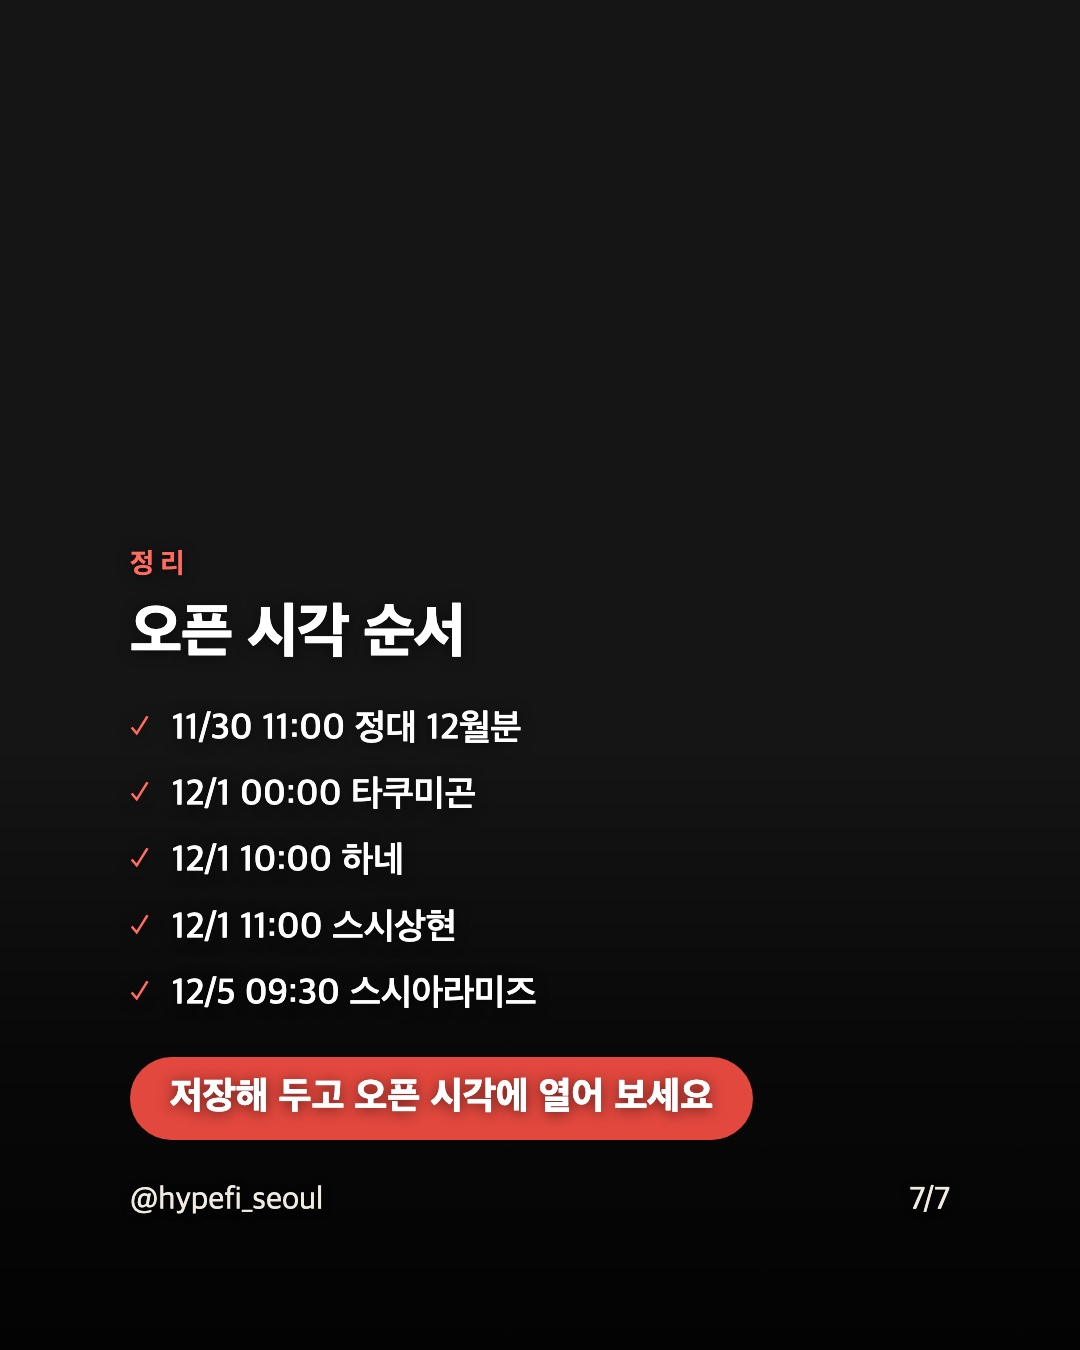 정리
오픈 시각 순서
✓ 11/30 11:00 정대 12월분
✓ 12/1 00:00 타쿠미곤
✓ 12/1 10:00 하네
✓ 12/1 11:00 스시상현
✓ 12/5 09:30 스시아라미즈
저장해 두고 오픈 시각에 열어 보세요
@hypefi_seoul
7/7